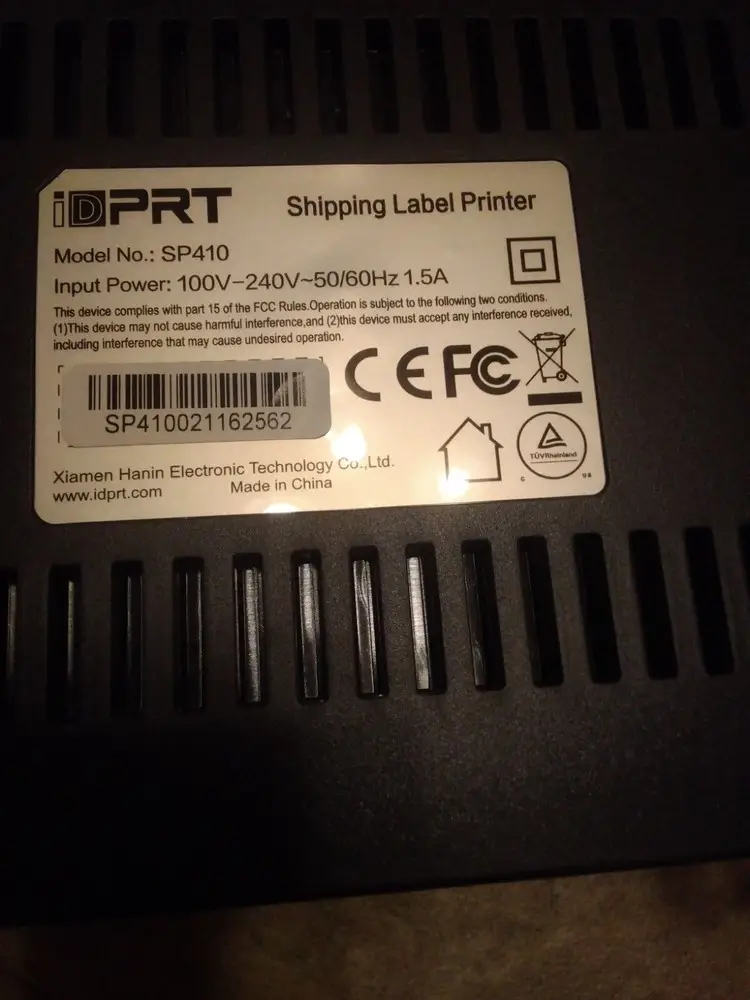 iDPRT
Shipping Label Printer
Model No.: SP410
Input Power: 100V-240V~50/60Hz 1.5A
This device complies with part 15 of the FCC Rules.Operation is subject to the following two conditions.
(1)This device may not cause harmful interference,and (2)this device must accept any interference received,
including interference that may cause undesired operation.
CE FC
SP410021162562
TÜVRheinland
C US
Xiamen Hanin Electronic Technology Co.,Ltd.
www.idprt.com
Made in China